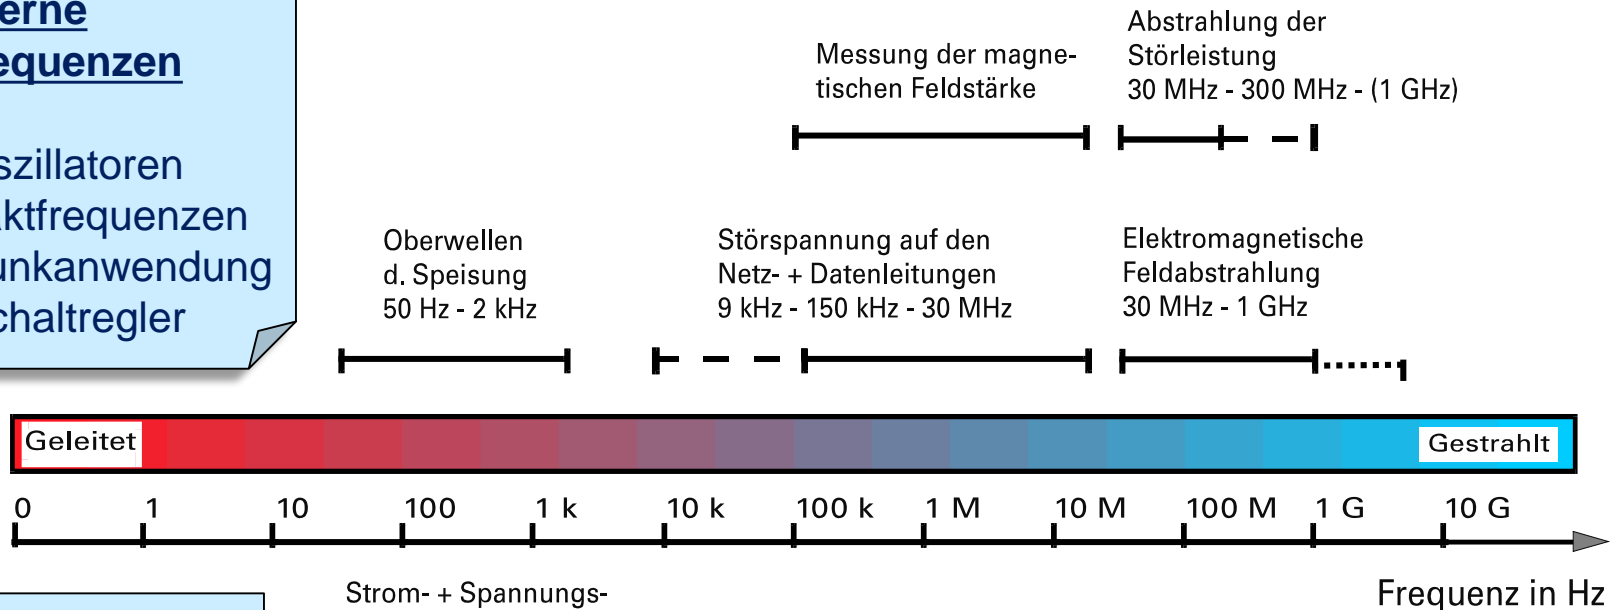 erne
equenzen
szillatoren
aktfrequenzen
unkanwendung
chaltregler
Messung der magne-
tischen Feldstärke
Abstrahlung der
Störleistung
30 MHz - 300 MHz - (1 GHz)
Oberwellen
d. Speisung
50 Hz - 2 kHz
Störspannung auf den
Netz- + Datenleitungen
9 kHz - 150 kHz - 30 MHz
Elektromagnetische
Feldabstrahlung
30 MHz - 1 GHz
Geleitet Gestrahlt
0 1 10 100 1 k 10 k 100 k 1 M 10 M 100 M 1 G 10 G
Strom- + Spannungs-
Frequenz in Hz